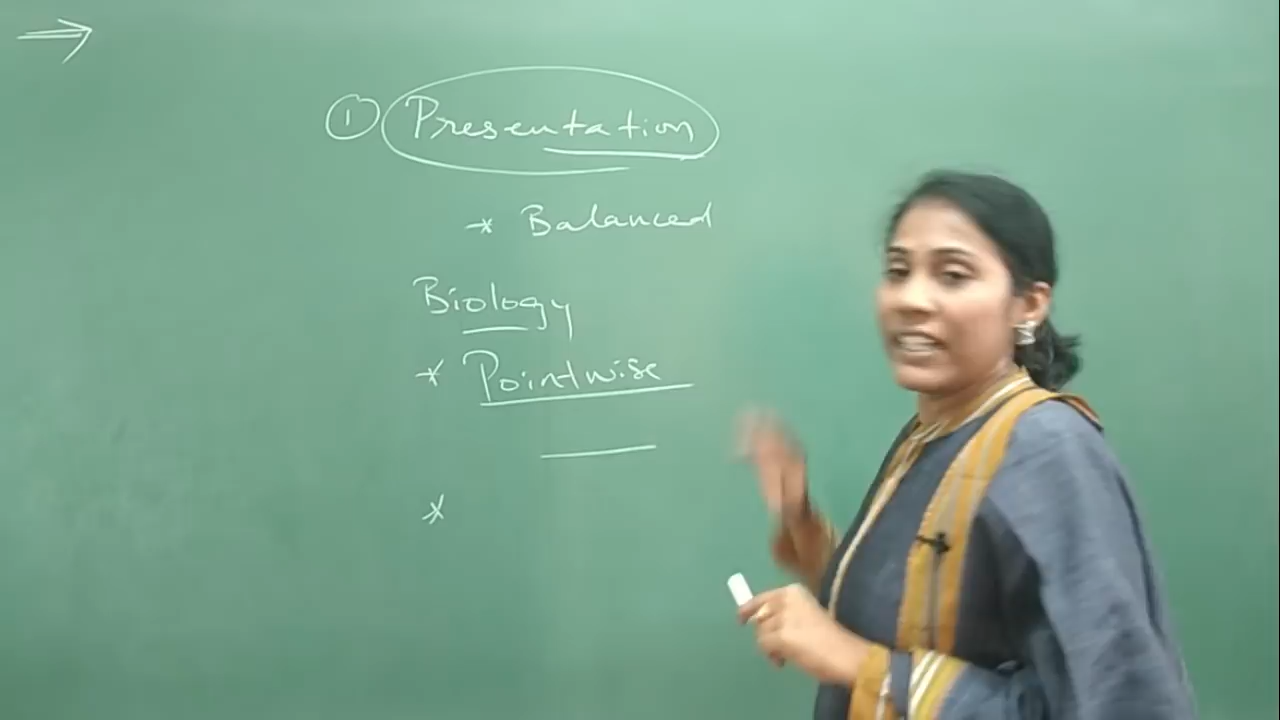 →
① Presentation
* Balanced
Biology
* Pointwise
*